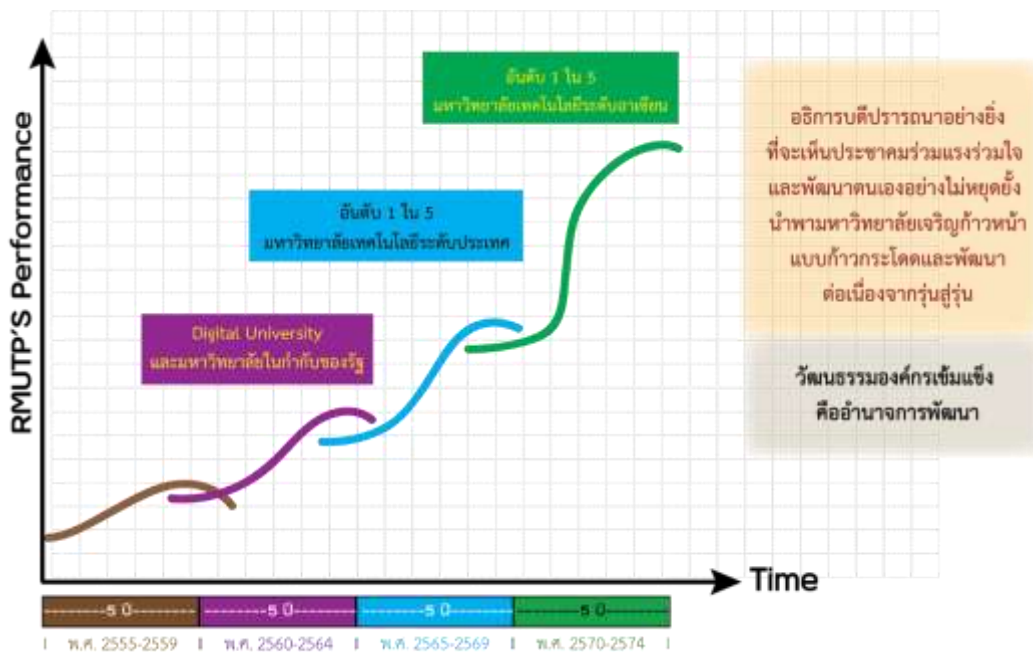 อันดับ 1 ใน 5
มหาวิทยาลัยเทคโนโลยีระดับอาเซียน
อธิการบดีปรารถนาอย่างยิ่ง
ที่จะเห็นประชาคมร่วมแรงร่วมใจ
และพัฒนาตนเองอย่างไม่หยุดยั้ง
นำพามหาวิทยาลัยเจริญก้าวหน้า
แบบก้าวกระโดดและพัฒนา
ต่อเนื่องจากรุ่นสู่รุ่น
อันดับ 1 ใน 5
มหาวิทยาลัยเทคโนโลยีระดับประเทศ
Digital University
และมหาวิทยาลัยในกำกับของรัฐ
วัฒนธรรมองค์กรเข้มแข็ง
คืออำนาจการพัฒนา
RMUTP'S Performance
Time
5 ปี
5 ปี
5 ปี
5 ปี
พ.ศ. 2555-2559
พ.ศ. 2560-2564
พ.ศ. 2565-2569
พ.ศ. 2570-2574